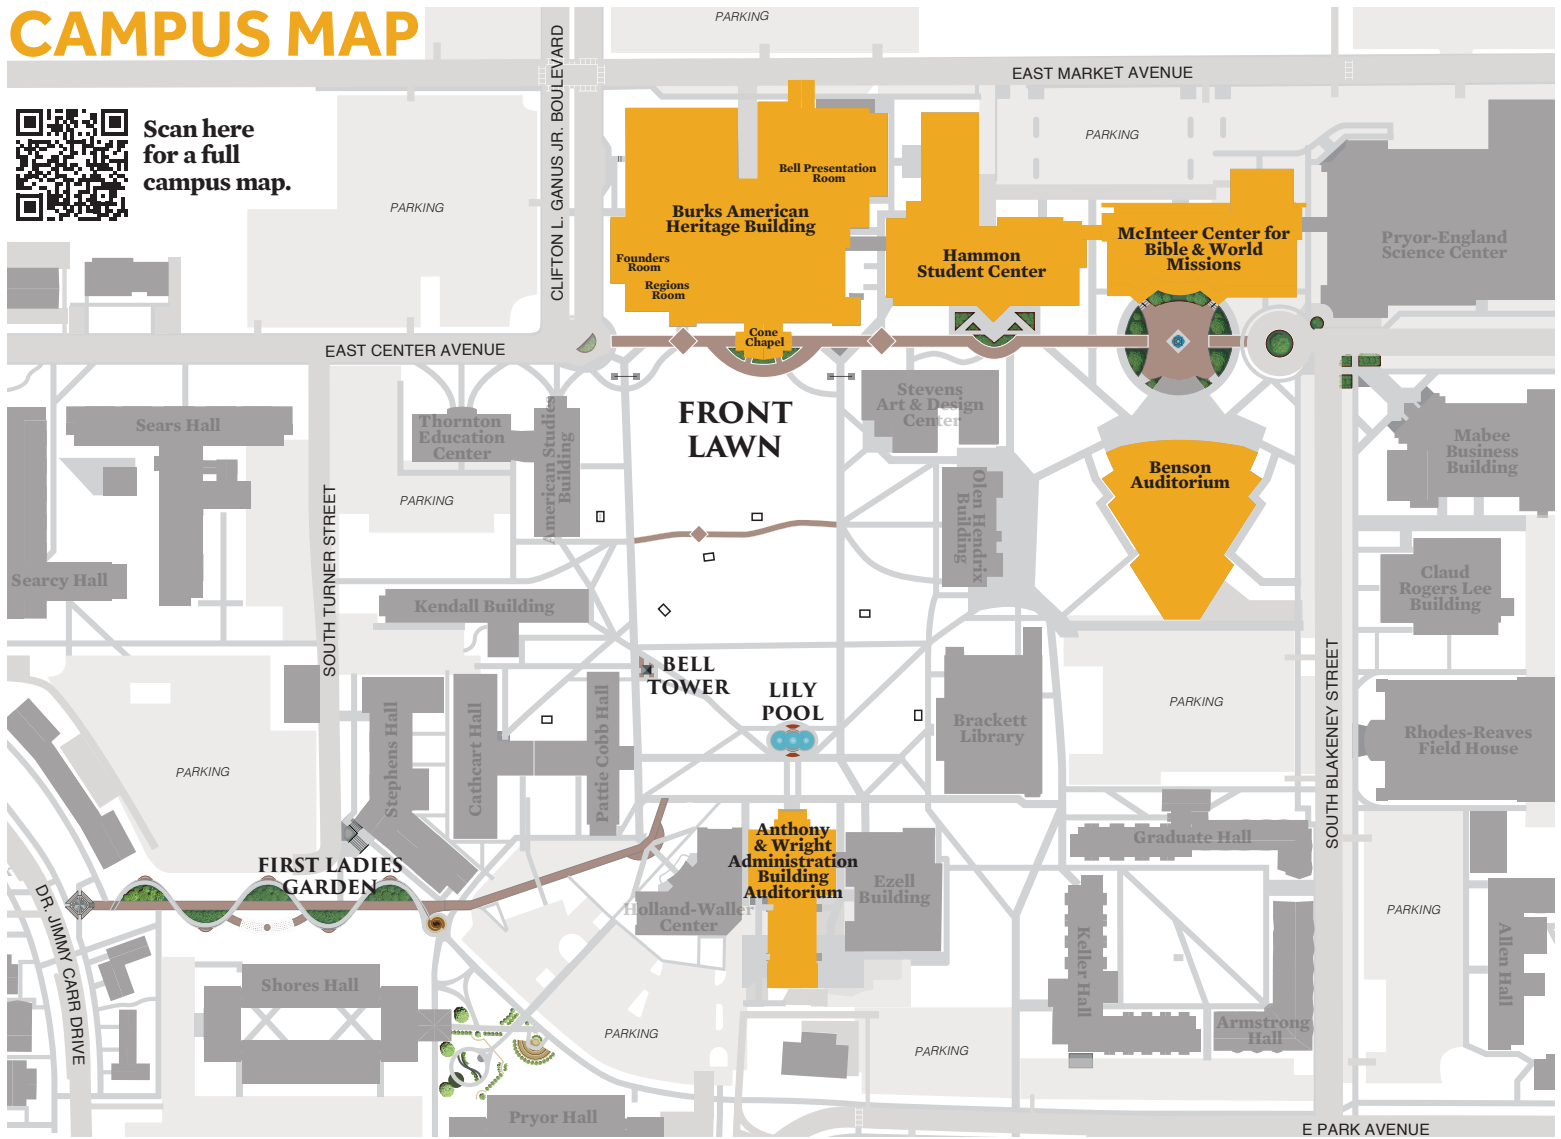 CAMPUS MAP
PARKING
EAST MARKET AVENUE
CLIFTON L. GANUS JR. BOULEVARD
Scan here
for a full
campus map.
PARKING
PARKING
Bell Presentation
Room
Burks American
Heritage Building
Founders
Room
Regions
Room
Cone
Chapel
Hammon
Student Center
McInteer Center for
Bible & World
Missions
Pryor-England
Science Center
EAST CENTER AVENUE
Sears Hall
Thornton
Education
Center
American Studies
Building
FRONT
LAWN
Stevens
Art & Design
Center
Olen Hendrix
Building
Benson
Auditorium
Mabee
Business
Building
PARKING
SOUTH TURNER STREET
Searcy Hall
Kendall Building
Claud
Rogers Lee
Building
BELL
TOWER
LILY
POOL
SOUTH BLAKENEY STREET
Stephens Hall
Cathcart Hall
Pattie Cobb Hall
Brackett
Library
PARKING
Rhodes-Reaves
Field House
PARKING
FIRST LADIES
GARDEN
Anthony
& Wright
Administration
Building
Auditorium
Holland-Waller
Center
Ezell
Building
Graduate Hall
Keller Hall
PARKING
Allen Hall
DR. JIMMY CARR DRIVE
Shores Hall
PARKING
PARKING
Armstrong
Hall
Pryor Hall
E PARK AVENUE